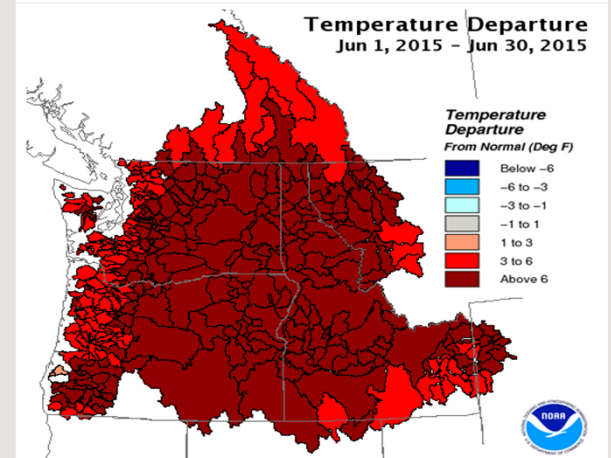 Temperature Departure
Jun 1, 2015 - Jun 30, 2015
Temperature
Departure
From Normal (Deg F)
Below -6
-6 to -3
-3 to -1
-1 to 1
1 to 3
3 to 6
Above 6
NOAA